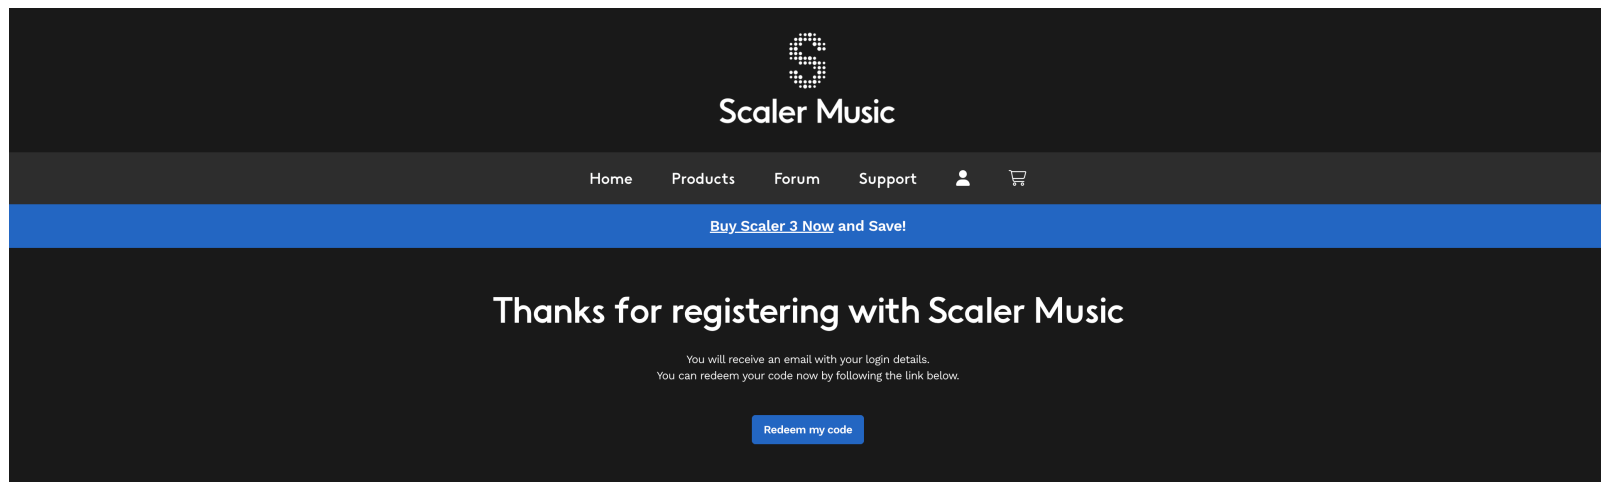 Scaler Music
Home Products Forum Support
Buy Scaler 3 Now and Save!
Thanks for registering with Scaler Music
You will receive an email with your login details.
You can redeem your code now by following the link below.
Redeem my code